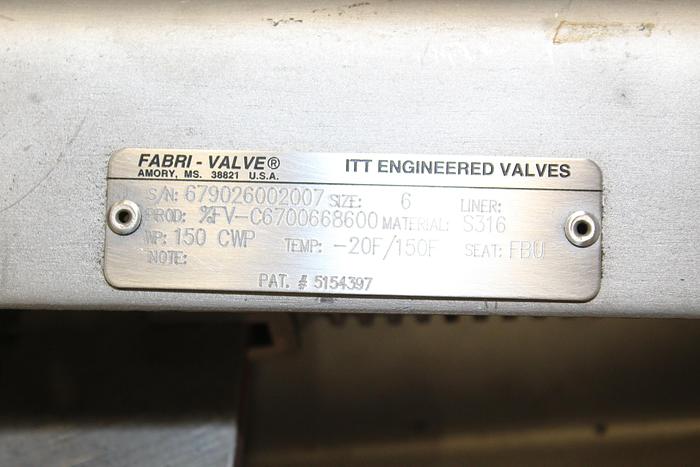 FABRI - VALVE® ITT ENGINEERED VALVES
AMORY, MS. 38821 U.S.A.
S/N: 679026002007 SIZE: 6 LINER:
PROD: %FV-C6700668600 MATERIAL: S316
WP: 150 CWP TEMP: -20F/150F SEAT: FBU
NOTE:
PAT. # 5154397